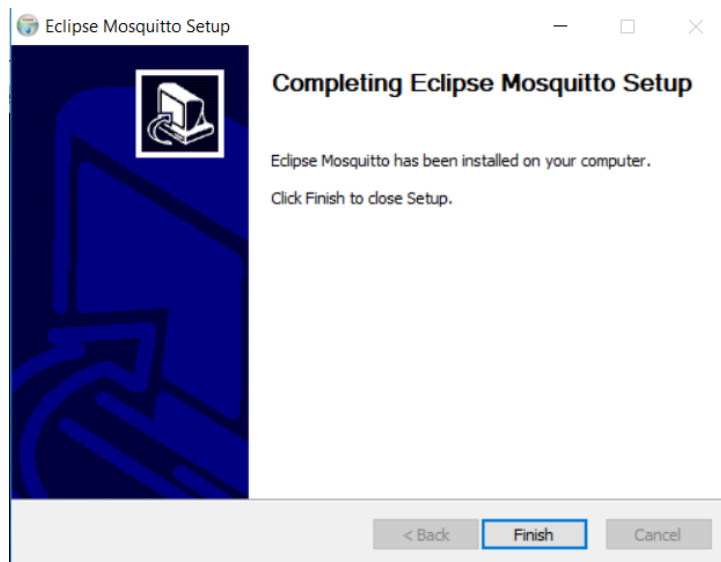 Eclipse Mosquitto Setup
Completing Eclipse Mosquitto Setup
Eclipse Mosquitto has been installed on your computer.
Click Finish to close Setup.
< Back
Finish
Cancel